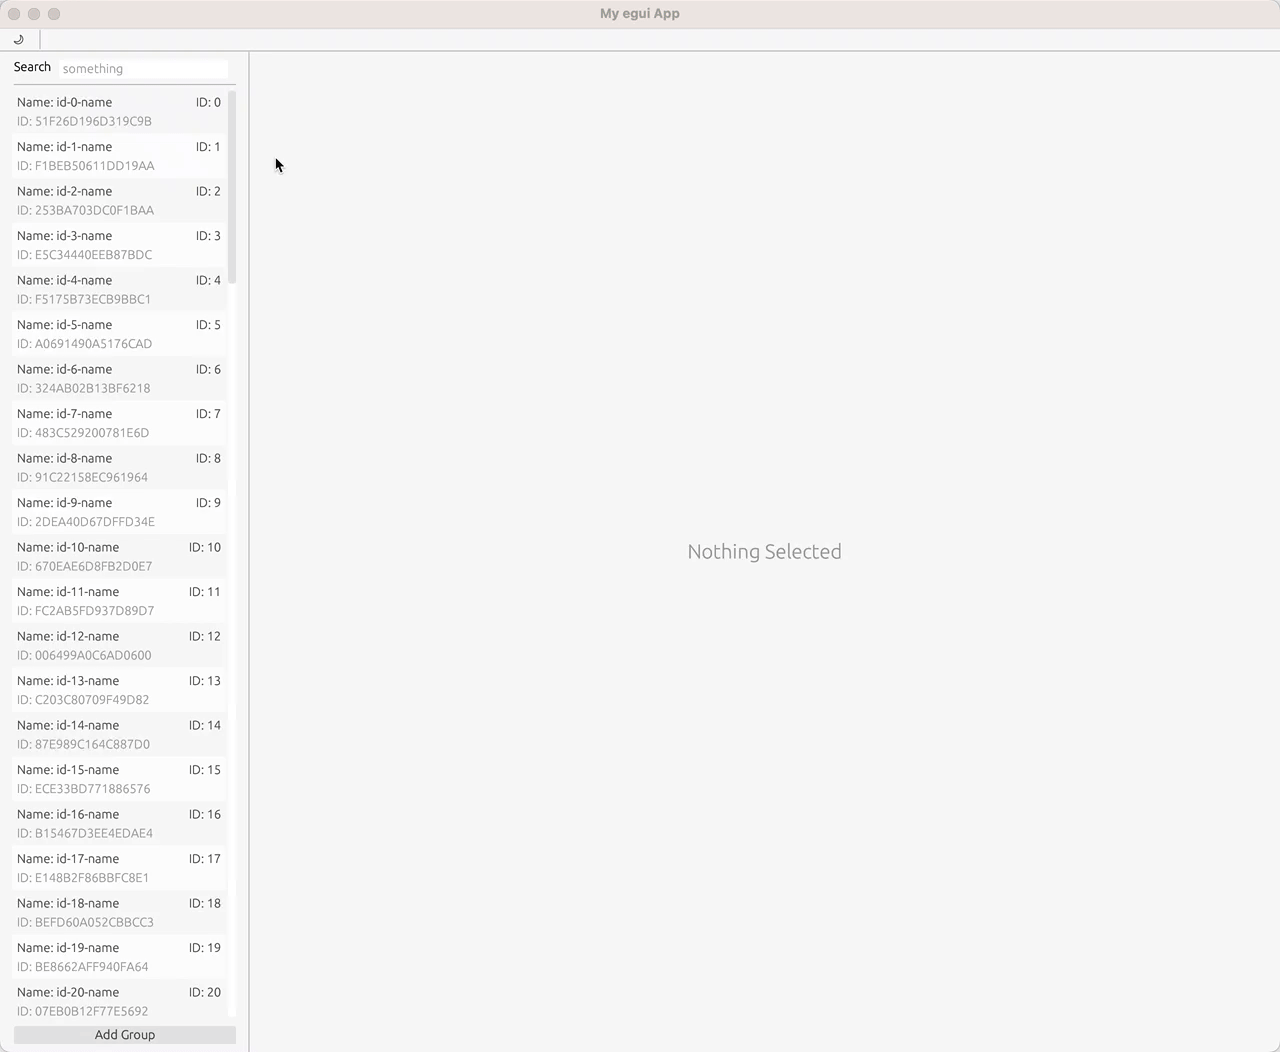 My egui App
Search something
Name: id-0-name ID: 0
ID: 51F26D196D319C9B
Name: id-1-name ID: 1
ID: F1BEB50611DD19AA
Name: id-2-name ID: 2
ID: 253BA703DC0F1BAA
Name: id-3-name ID: 3
ID: E5C34440EEB87BDC
Name: id-4-name ID: 4
ID: F5175B73ECB9BBC1
Name: id-5-name ID: 5
ID: A0691490A5176CAD
Name: id-6-name ID: 6
ID: 324AB02B13BF6218
Name: id-7-name ID: 7
ID: 483C529200781E6D
Name: id-8-name ID: 8
ID: 91C22158EC961964
Name: id-9-name ID: 9
ID: 2DEA40D67DFFD34E
Name: id-10-name ID: 10
ID: 670EAE6D8FB2D0E7
Name: id-11-name ID: 11
ID: FC2AB5FD937D89D7
Name: id-12-name ID: 12
ID: 006499A0C6AD0600
Name: id-13-name ID: 13
ID: C203C80709F49D82
Name: id-14-name ID: 14
ID: 87E989C164C887D0
Name: id-15-name ID: 15
ID: ECE33BD771886576
Name: id-16-name ID: 16
ID: B15467D3EE4EDAE4
Name: id-17-name ID: 17
ID: E148B2F86BBFC8E1
Name: id-18-name ID: 18
ID: BEFD60A052CBBCC3
Name: id-19-name ID: 19
ID: BE8662AFF940FA64
Name: id-20-name ID: 20
ID: 07EB0B12F77E5692
Add Group
Nothing Selected